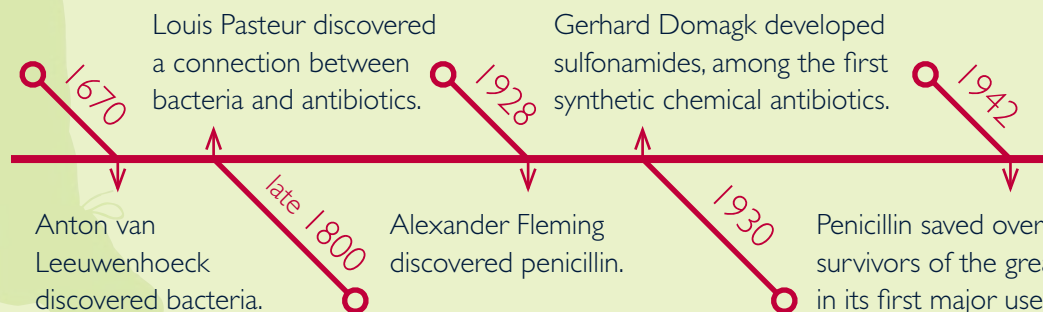 1670
Anton van
Leeuwenhoeck
discovered bacteria.
late 1800
Louis Pasteur discovered
a connection between
bacteria and antibiotics.
1928
Alexander Fleming
discovered penicillin.
1930
Gerhard Domagk developed
sulfonamides, among the first
synthetic chemical antibiotics.
1942
Penicillin saved over
survivors of the
in its first major use